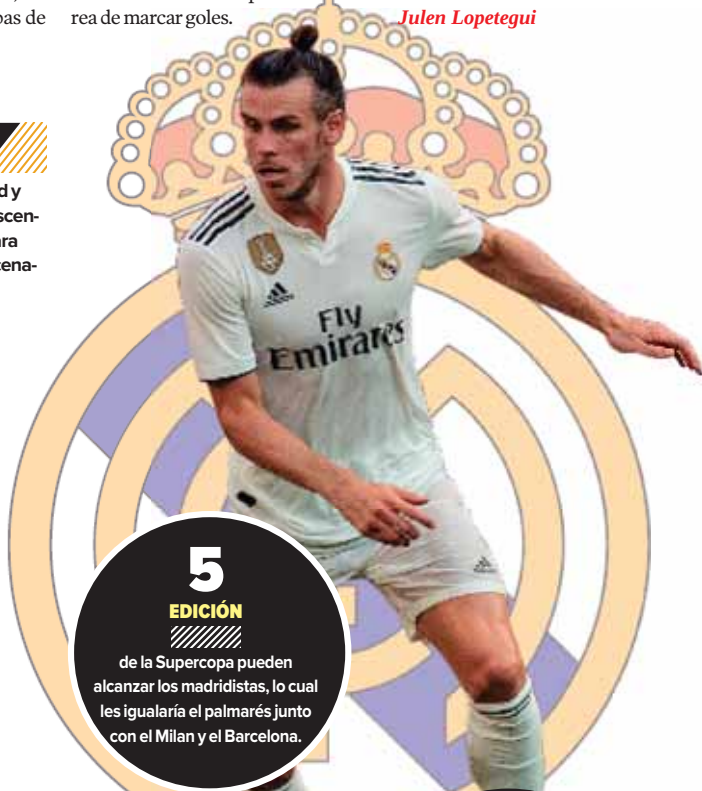 rea de marcar goles.
Julen Lopetegui
Fly
Emirates
5
EDICIÓN
de la Supercopa pueden
alcanzar los madridistas, lo cual
les igualaría el palmarés junto
con el Milan y el Barcelona.